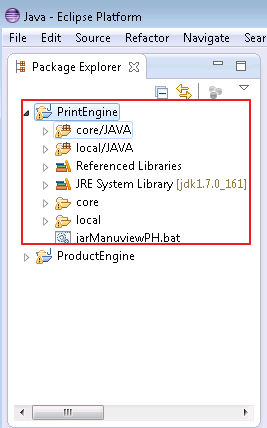 Java - Eclipse Platform
File Edit Source Refactor Navigate Sear
Package Explorer
PrintEngine
core/JAVA
local/JAVA
Referenced Libraries
JRE System Library [jdk1.7.0_161]
core
local
jarManuviewPH.bat
ProductEngine